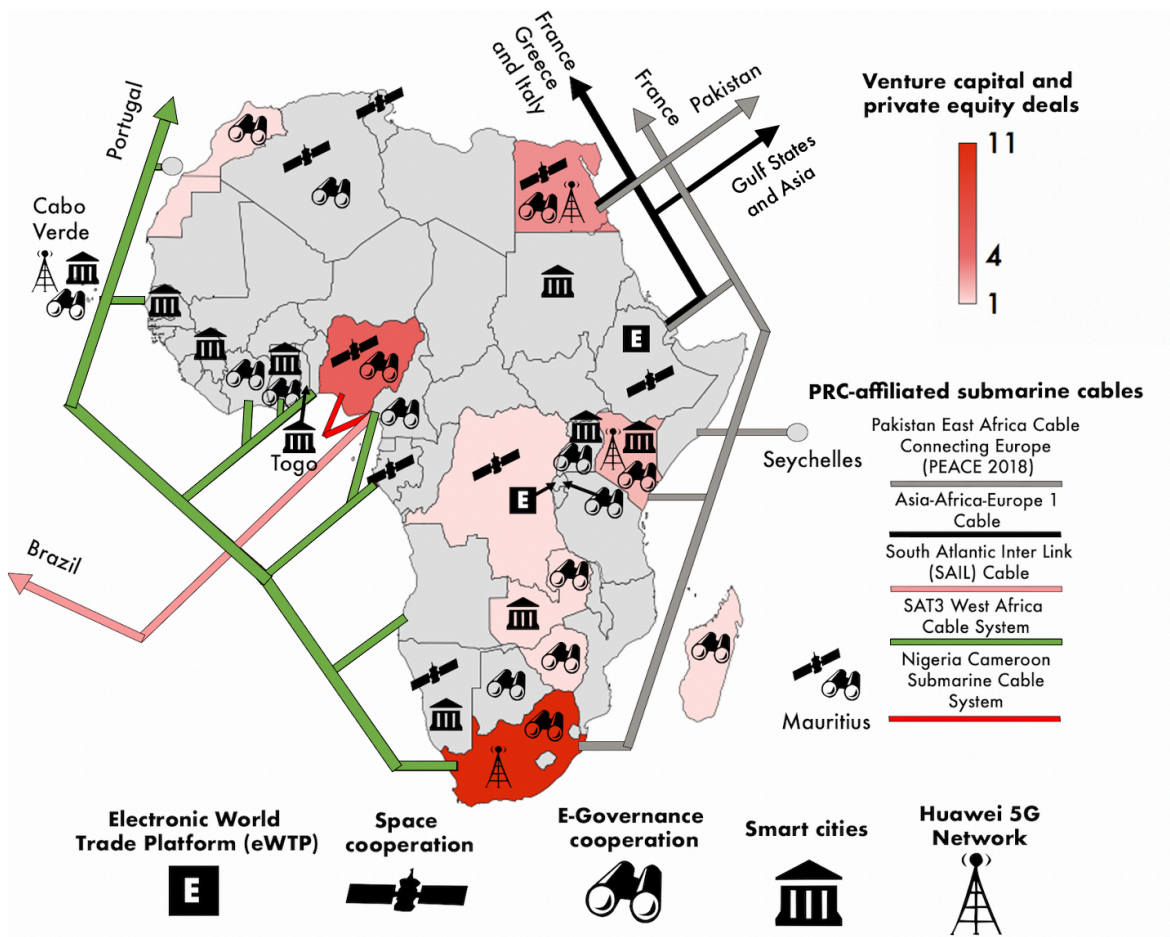 Portugal
France
Greece
and Italy
France
Pakistan
Gulf States
and Asia
Venture capital and
private equity deals
11
4
1
Cabo
Verde
E
Togo
E
Brazil
Seychelles
Mauritius
PRC-affiliated submarine cables
Pakistan East Africa Cable
Connecting Europe
(PEACE 2018)
Asia-Africa-Europe 1
Cable
South Atlantic Inter Link
(SAIL) Cable
SAT3 West Africa
Cable System
Nigeria Cameroon
Submarine Cable
System
Electronic World
Trade Platform (eWTP)
E
Space
cooperation
E-Governance
cooperation
Smart cities
Huawei 5G
Network